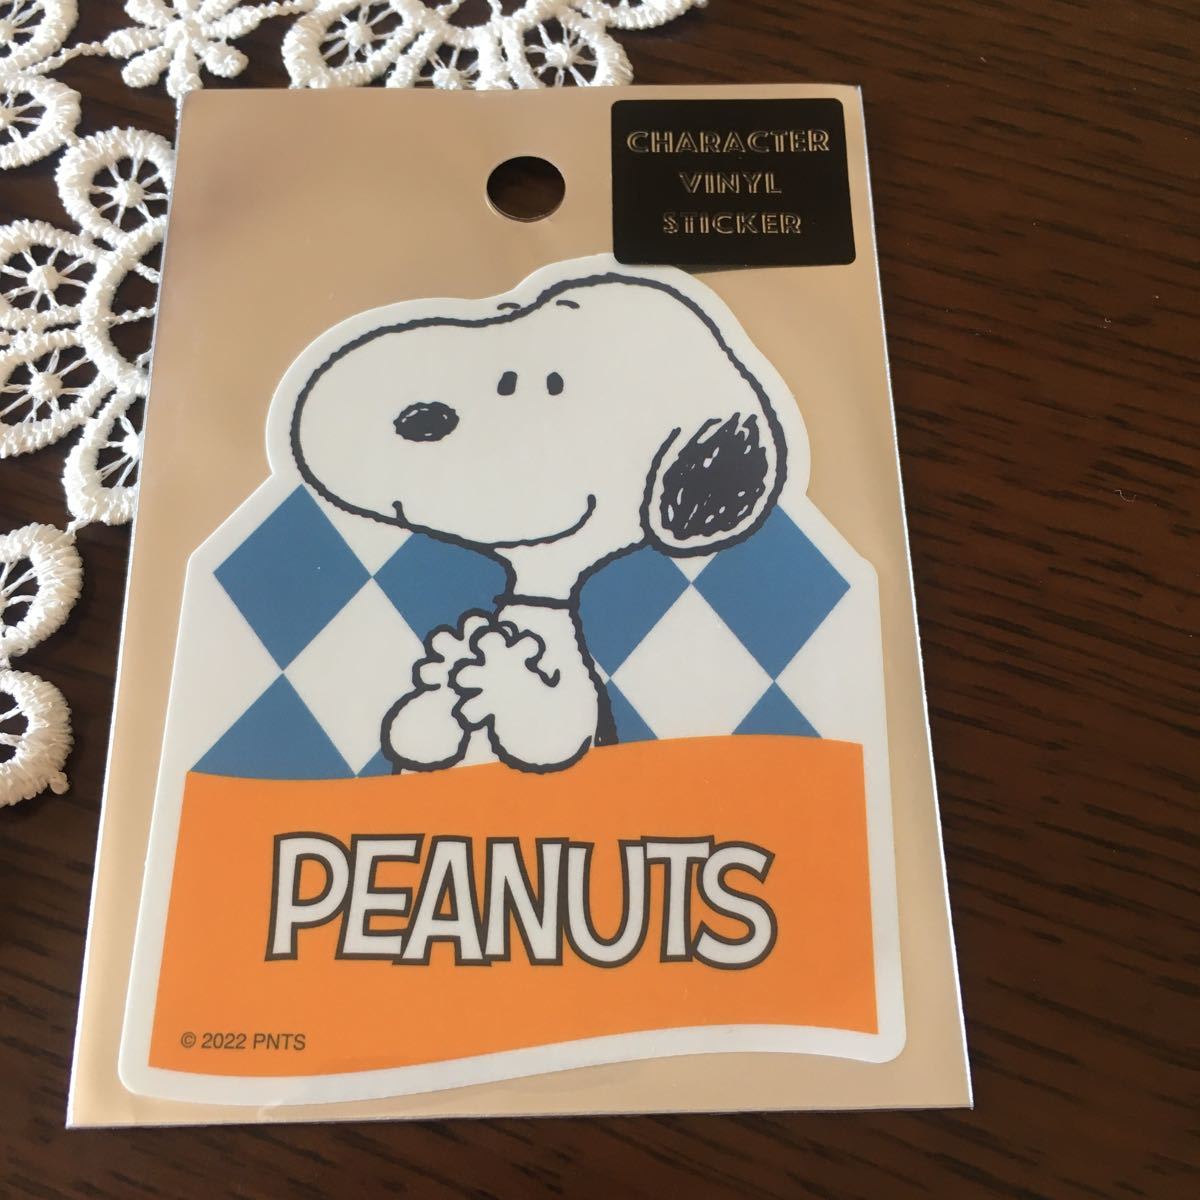 CHARACTER
VINYL
STICKER
PEANUTS
© 2022 PNTS